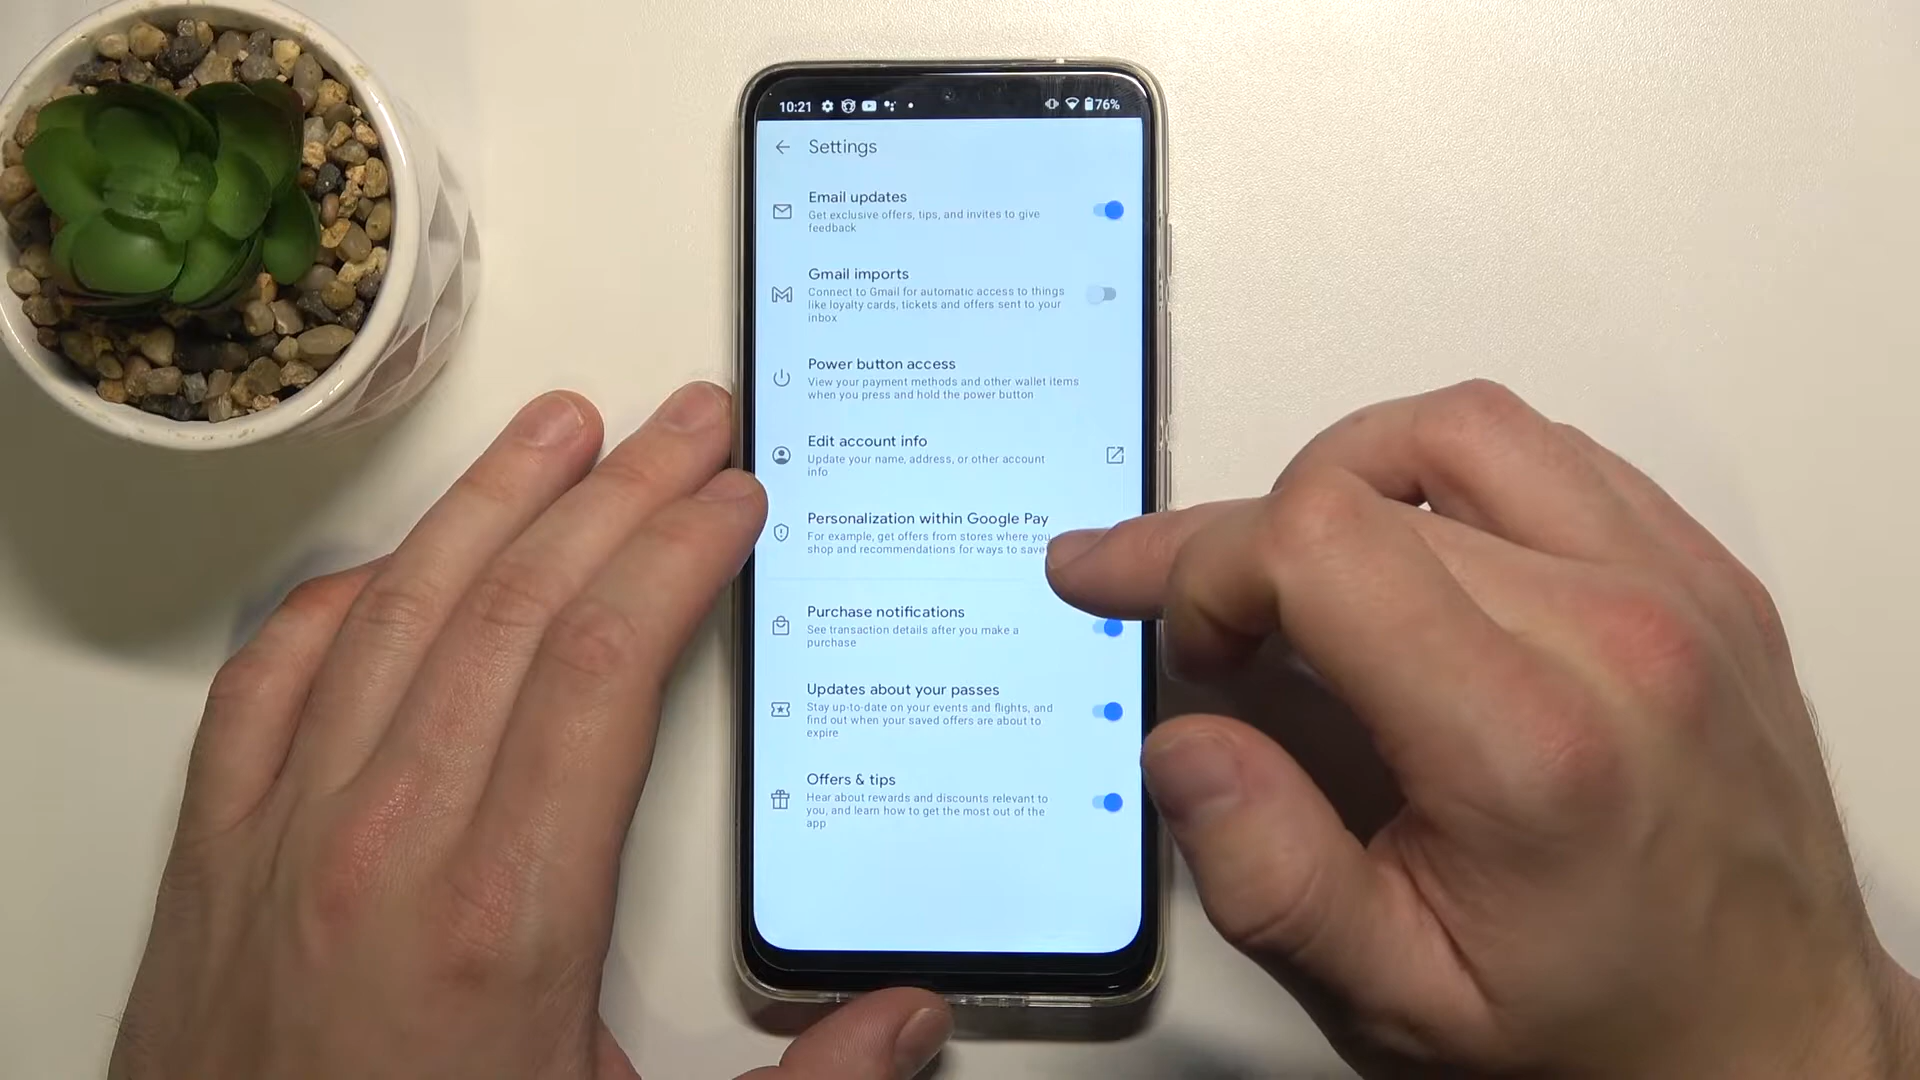 10:21
76%
Settings
Email updates
Get exclusive offers, tips, and invites to give
feedback
Gmail imports
Connect to Gmail for automatic access to things
like loyalty cards, tickets and offers sent to your
inbox
Power button access
View your payment methods and other wallet items
when you press and hold the power button
Edit account info
Update your name, address, or other account
info
Personalization within Google Pay
For example, get offers from stores where you
shop and recommendations for ways to save
Purchase notifications
See transaction details after you make a
purchase
Updates about your passes
Stay up-to-date on your events and flights, and
find out when your saved offers are about to
expire
Offers & tips
Hear about rewards and discounts relevant to
you, and learn how to get the most out of the
app